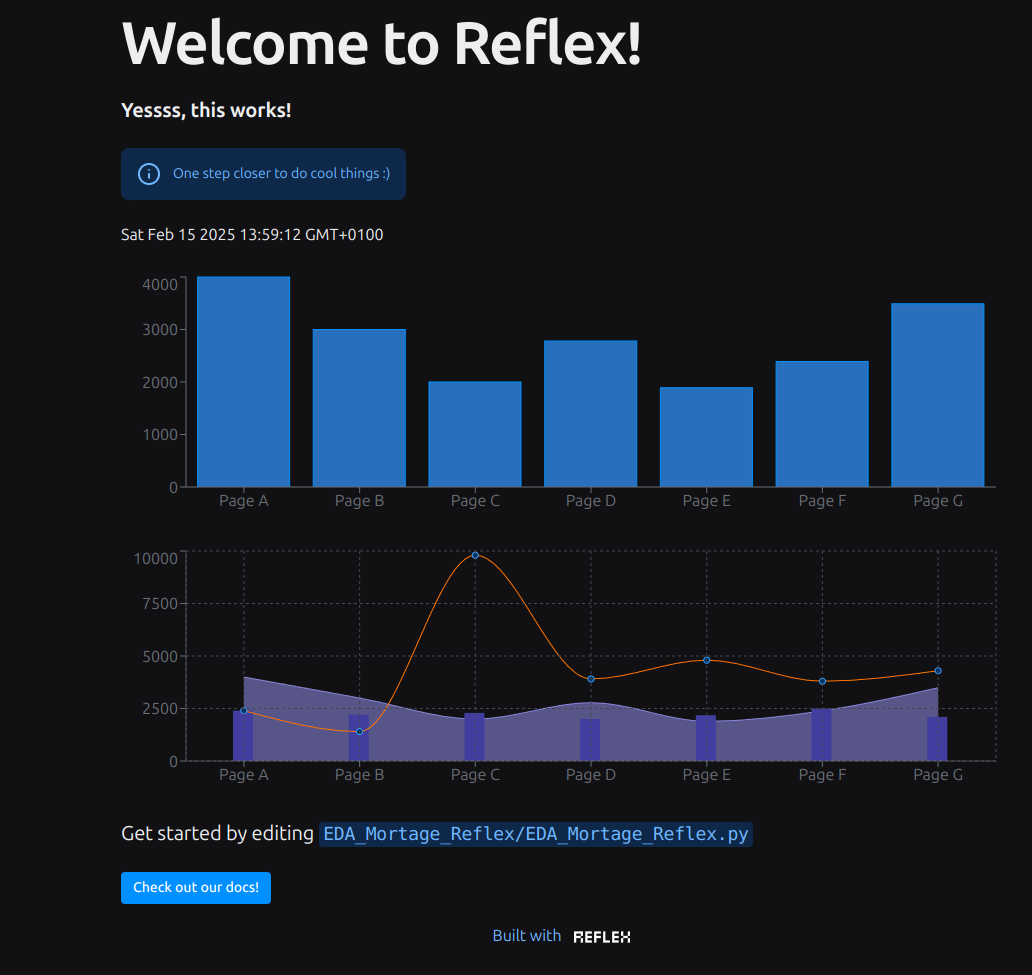 Welcome to Reflex!
Yessss, this works!
One step closer to do cool things :)
Sat Feb 15 2025 13:59:12 GMT+0100
4000
3000
2000
1000
0
Page A Page B Page C Page D Page E Page F Page G
10000
7500
5000
2500
0
Page A Page B Page C Page D Page E Page F Page G
Get started by editing EDA_Mortage_Reflex/EDA_Mortage_Reflex.py
Check out our docs!
Built with REFLEX